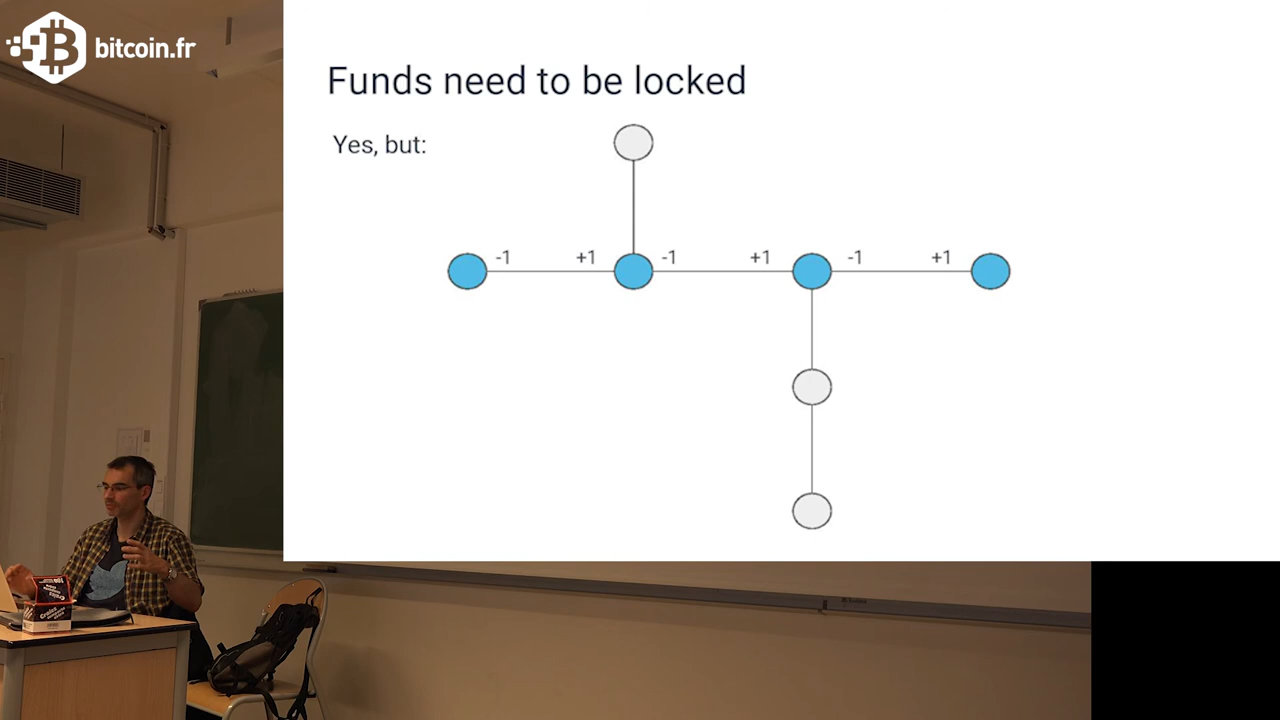 bitcoin.fr
Funds need to be locked
Yes, but:
-1 +1 -1 +1 -1 +1